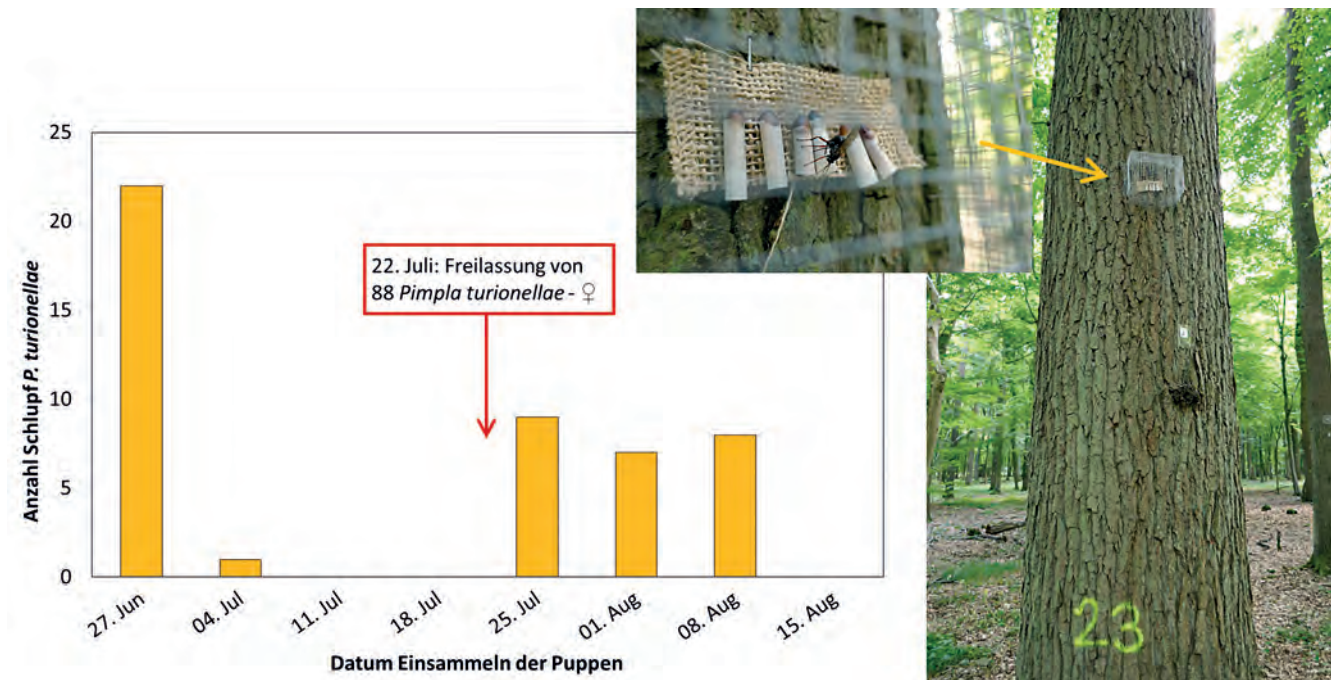 25
20
15
10
5
0
Anzahl Schlupf P. turionellae
22. Juli: Freilassung von
88 Pimpla turionellae - ♀
27. Jun
04. Jul
11. Jul
18. Jul
25. Jul
01. Aug
08. Aug
15. Aug
Datum Einsammeln der Puppen
23